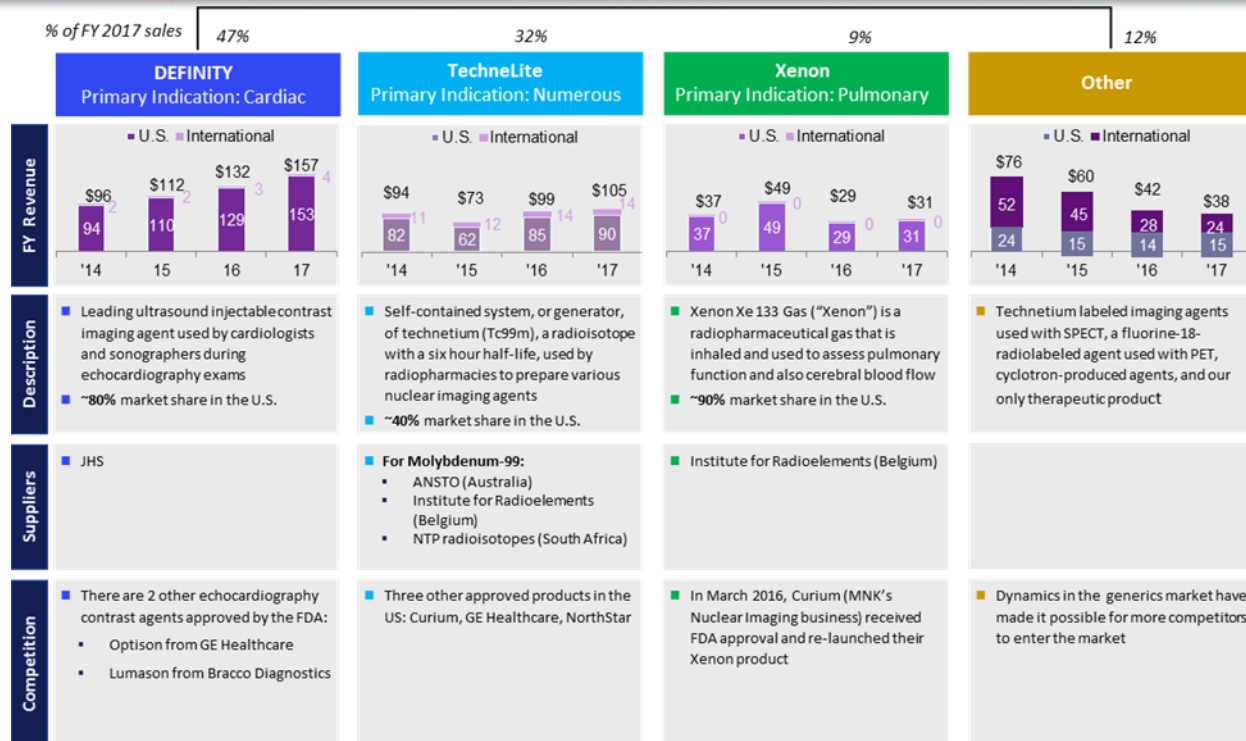 % of FY 2017 sales
47%
32%
9%
12%
DEFINITY
Primary Indication: Cardiac
TechneLite
Primary Indication: Numerous
Xenon
Primary Indication: Pulmonary
Other
FY Revenue
U.S. International
$96
$112
$132
$157
2
2
3
4
94
110
129
153
'14 15 16 17
U.S. International
$94
$73
$99
$105
11
12
14
14
82
62
85
90
'14 '15 '16 '17
U.S. International
$37
$49
$29
$31
0
0
0
0
37
49
29
31
'14 '15 '16 '17
U.S. International
$76
$60
$42
$38
52
45
28
24
24
15
14
15
'14 '15 '16 '17
Description
Leading ultrasound injectable contrast
imaging agent used by cardiologists
and sonographers during
echocardiography exams
~80% market share in the U.S.
Self-contained system, or generator,
of technetium (Tc99m), a radioisotope
with a six hour half-life, used by
radiopharmacies to prepare various
nuclear imaging agents
~40% market share in the U.S.
Xenon Xe 133 Gas (“Xenon”) is a
radiopharmaceutical gas that is
inhaled and used to assess pulmonary
function and also cerebral blood flow
~90% market share in the U.S.
Technetium labeled imaging agents
used with SPECT, a fluorine-18-
radiolabeled agent used with PET,
cyclotron-produced agents, and our
only therapeutic product
Suppliers
JHS
For Molybdenum-99:
ANSTO (Australia)
Institute for Radioelements
(Belgium)
NTP radioisotopes (South Africa)
Institute for Radioelements (Belgium)
Competition
There are 2 other echocardiography
contrast agents approved by the FDA:
Optison from GE Healthcare
Lumason from Bracco Diagnostics
Three other approved products in the
US: Curium, GE Healthcare, NorthStar
In March 2016, Curium (MNK’s
Nuclear Imaging business) received
FDA approval and re-launched their
Xenon product
Dynamics in the generics market have
made it possible for more competitors
to enter the market